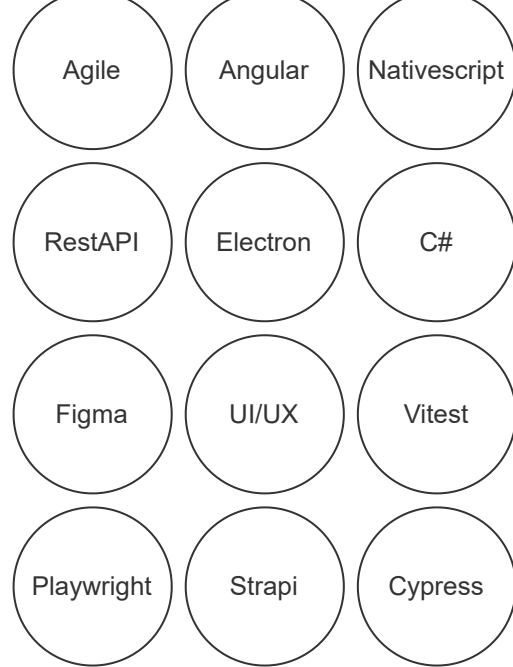 Agile
Angular
Nativescript
RestAPI
Electron
C#
Figma
UI/UX
Vitest
Playwright
Strapi
Cypress